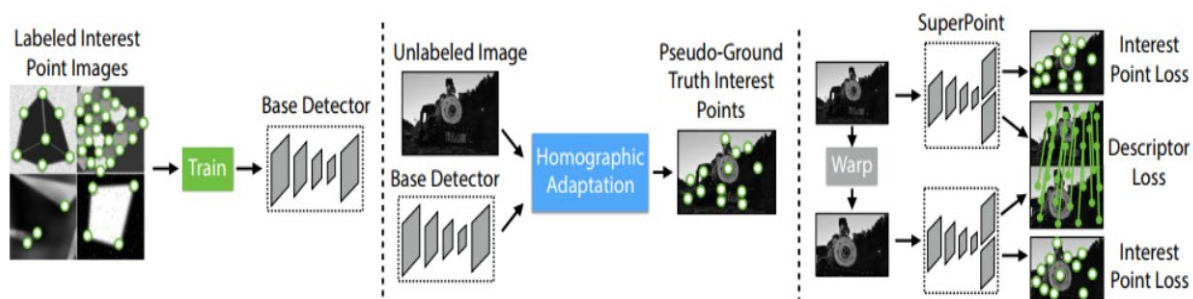 Labeled Interest
Point Images
Train
Base Detector
Unlabeled Image
Base Detector
Homographic
Adaptation
Pseudo-Ground
Truth Interest
Points
Warp
SuperPoint
Interest
Point Loss
Descriptor
Loss
Interest
Point Loss